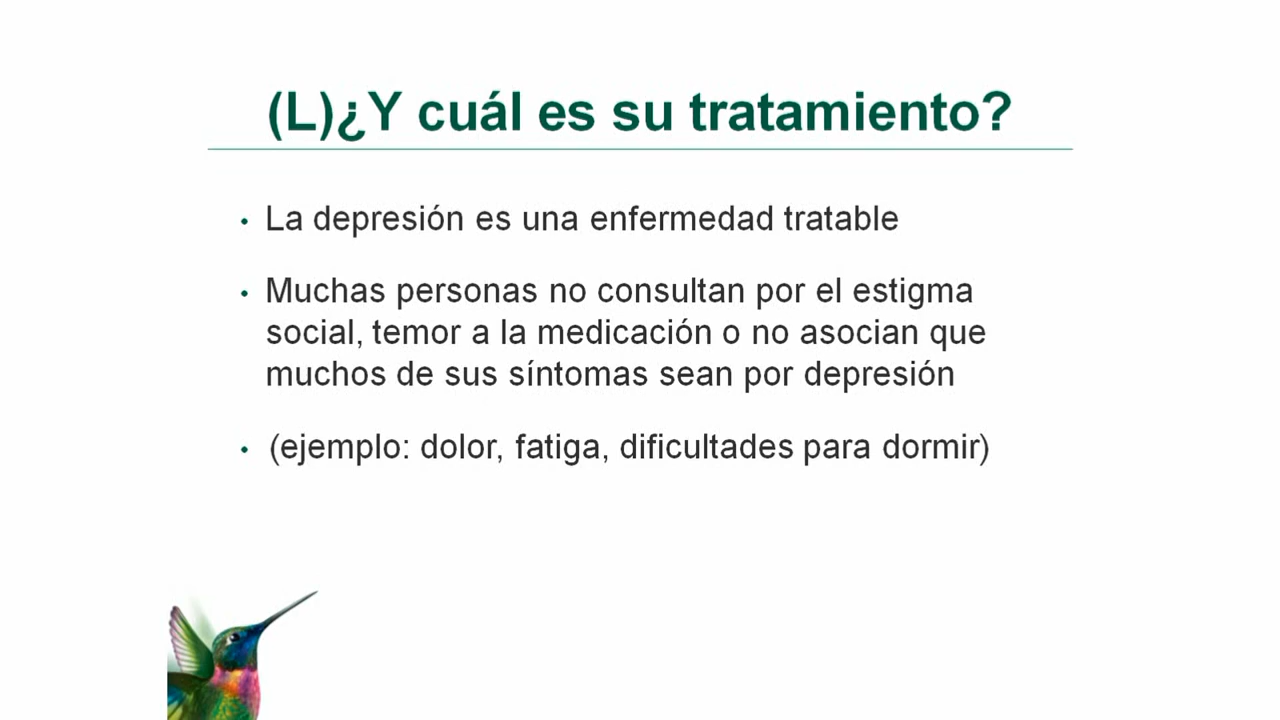 (L)¿Y cuál es su tratamiento?
• La depresión es una enfermedad tratable
• Muchas personas no consultan por el estigma
social, temor a la medicación o no asocian que
muchos de sus síntomas sean por depresión
• (ejemplo: dolor, fatiga, dificultades para dormir)